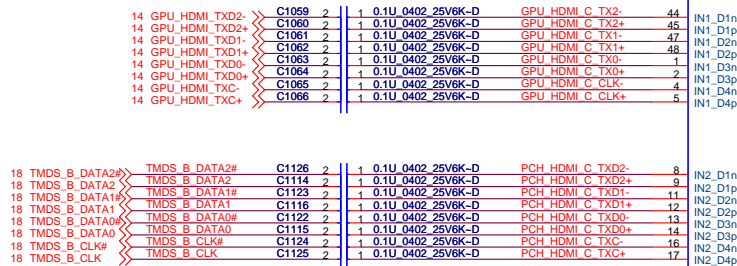 14 GPU_HDMI_TXD2- C1059 2 1 0.1U_0402_25V6K~D GPU_HDMI_C_TX2- 44 IN1_D1n
14 GPU_HDMI_TXD2+ C1060 2 1 0.1U_0402_25V6K~D GPU_HDMI_C_TX2+ 45 IN1_D1p
14 GPU_HDMI_TXD1- C1061 2 1 0.1U_0402_25V6K~D GPU_HDMI_C_TX1- 47 IN1_D2n
14 GPU_HDMI_TXD1+ C1062 2 1 0.1U_0402_25V6K~D GPU_HDMI_C_TX1+ 48 IN1_D2p
14 GPU_HDMI_TXD0- C1063 2 1 0.1U_0402_25V6K~D GPU_HDMI_C_TX0- 1 IN1_D3n
14 GPU_HDMI_TXD0+ C1064 2 1 0.1U_0402_25V6K~D GPU_HDMI_C_TX0+ 2 IN1_D3p
14 GPU_HDMI_TXC- C1065 2 1 0.1U_0402_25V6K~D GPU_HDMI_C_CLK- 4 IN1_D4n
14 GPU_HDMI_TXC+ C1066 2 1 0.1U_0402_25V6K~D GPU_HDMI_C_CLK+ 5 IN1_D4p
18 TMDS_B_DATA2# TMDS_B_DATA2# C1126 2 1 0.1U_0402_25V6K~D PCH_HDMI_C_TXD2- 8 IN2_D1n
18 TMDS_B_DATA2 TMDS_B_DATA2 C1114 2 1 0.1U_0402_25V6K~D PCH_HDMI_C_TXD2+ 9 IN2_D1p
18 TMDS_B_DATA1# TMDS_B_DATA1# C1123 2 1 0.1U_0402_25V6K~D PCH_HDMI_C_TXD1- 11 IN2_D2n
18 TMDS_B_DATA1 TMDS_B_DATA1 C1116 2 1 0.1U_0402_25V6K~D PCH_HDMI_C_TXD1+ 12 IN2_D2p
18 TMDS_B_DATA0# TMDS_B_DATA0# C1122 2 1 0.1U_0402_25V6K~D PCH_HDMI_C_TXD0- 13 IN2_D3n
18 TMDS_B_DATA0 TMDS_B_DATA0 C1115 2 1 0.1U_0402_25V6K~D PCH_HDMI_C_TXD0+ 14 IN2_D3p
18 TMDS_B_CLK# TMDS_B_CLK# C1124 2 1 0.1U_0402_25V6K~D PCH_HDMI_C_TXC- 16 IN2_D4n
18 TMDS_B_CLK TMDS_B_CLK C1125 2 1 0.1U_0402_25V6K~D PCH_HDMI_C_TXC+ 17 IN2_D4p